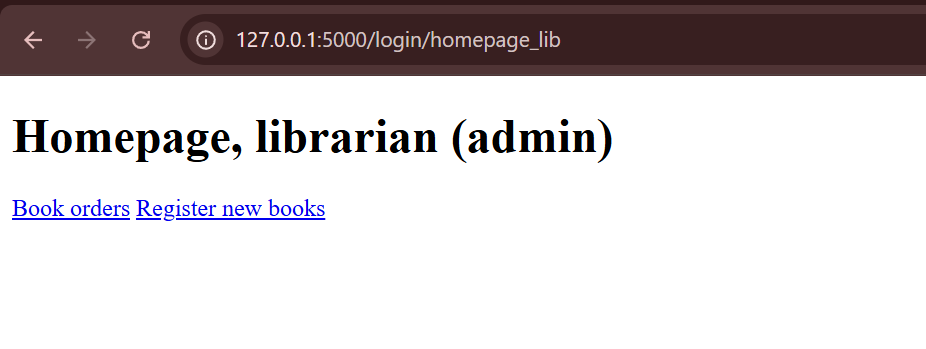 127.0.0.1:5000/login/homepage_lib
Homepage, librarian (admin)
Book orders Register new books